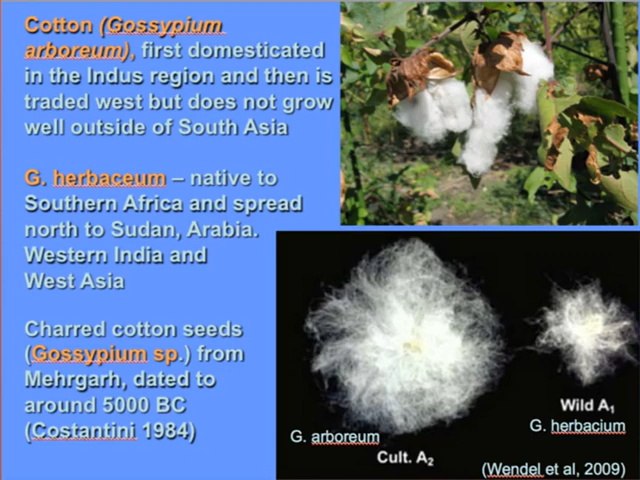 Cotton (Gossypium
arboreum), first domesticated
in the Indus region and then is
traded west but does not grow
well outside of South Asia
G. herbaceum – native to
Southern Africa and spread
north to Sudan, Arabia.
Western India and
West Asia
Charred cotton seeds
(Gossypium sp.) from
Mehrgarh, dated to
around 5000 BC
(Costantini 1984)
G. arboreum
Cult. A₂
Wild A₁
G. herbacium
(Wendel et al, 2009)